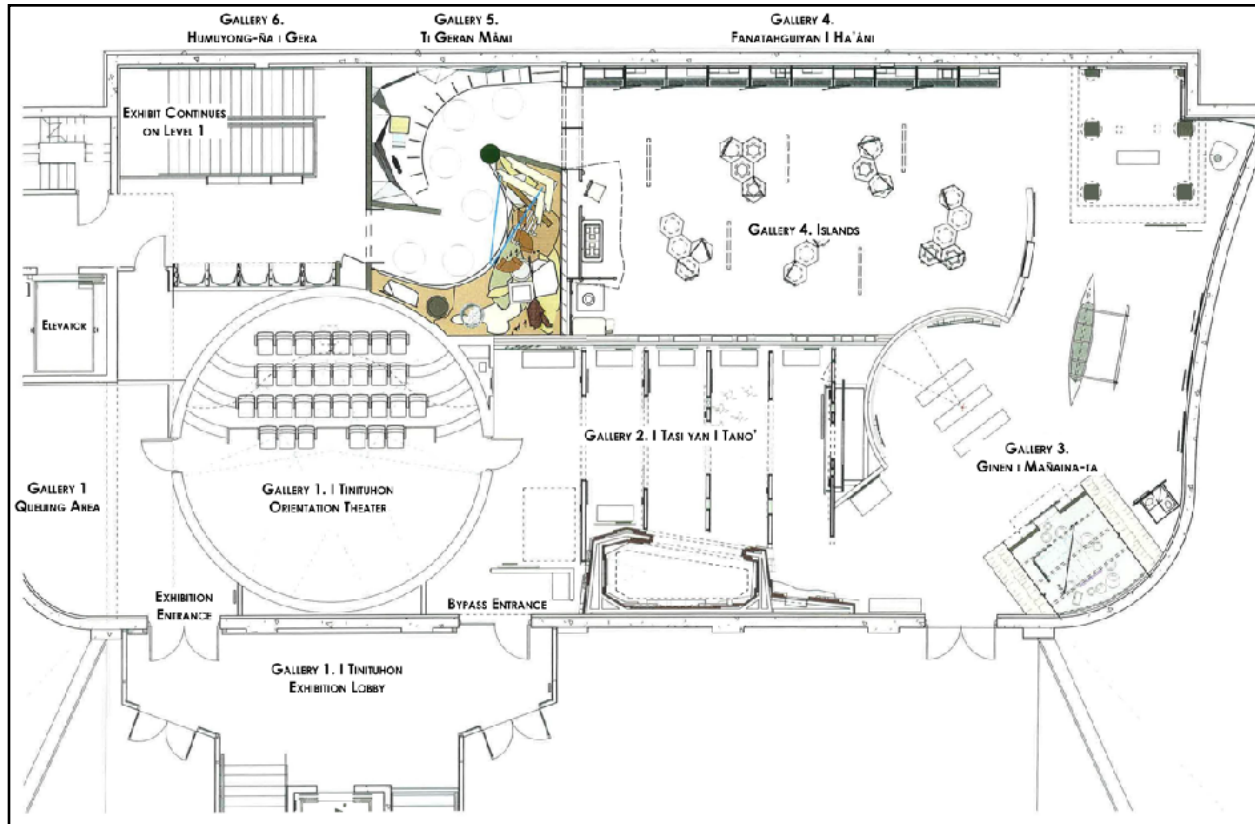 Gallery 6.
Humuyong-ña i Gera
Gallery 5.
Ti Geran Måmi
Gallery 4.
Fanatahguiyan I Ha'åni
Exhibit Continues
on Level 1
Gallery 4. Islands
Elevator
Gallery 2. I Tasi yan I Tano'
Gallery 3.
Ginen i Mañaina-ta
Gallery 1
Queuing Area
Gallery 1. I Tinituhon
Orientation Theater
Exhibition
Entrance
Bypass Entrance
Gallery 1. I Tinituhon
Exhibition Lobby